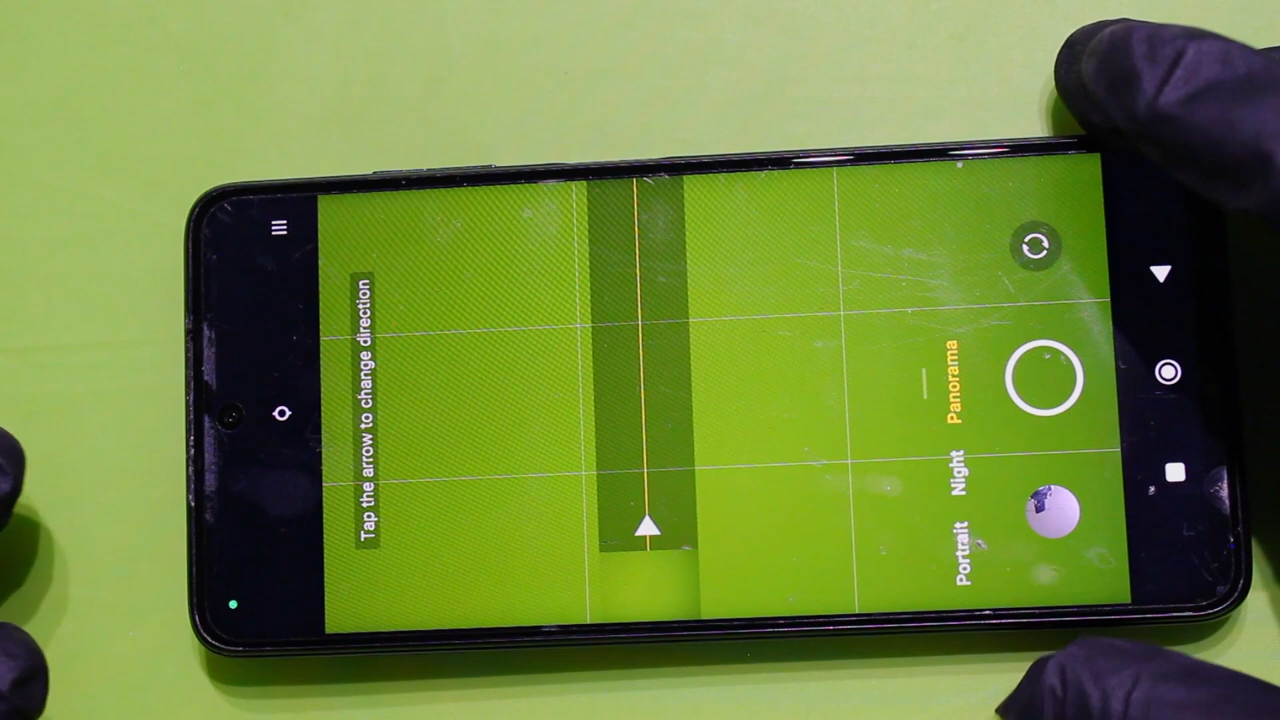 Tap the arrow to change direction
Portrait Night Panorama